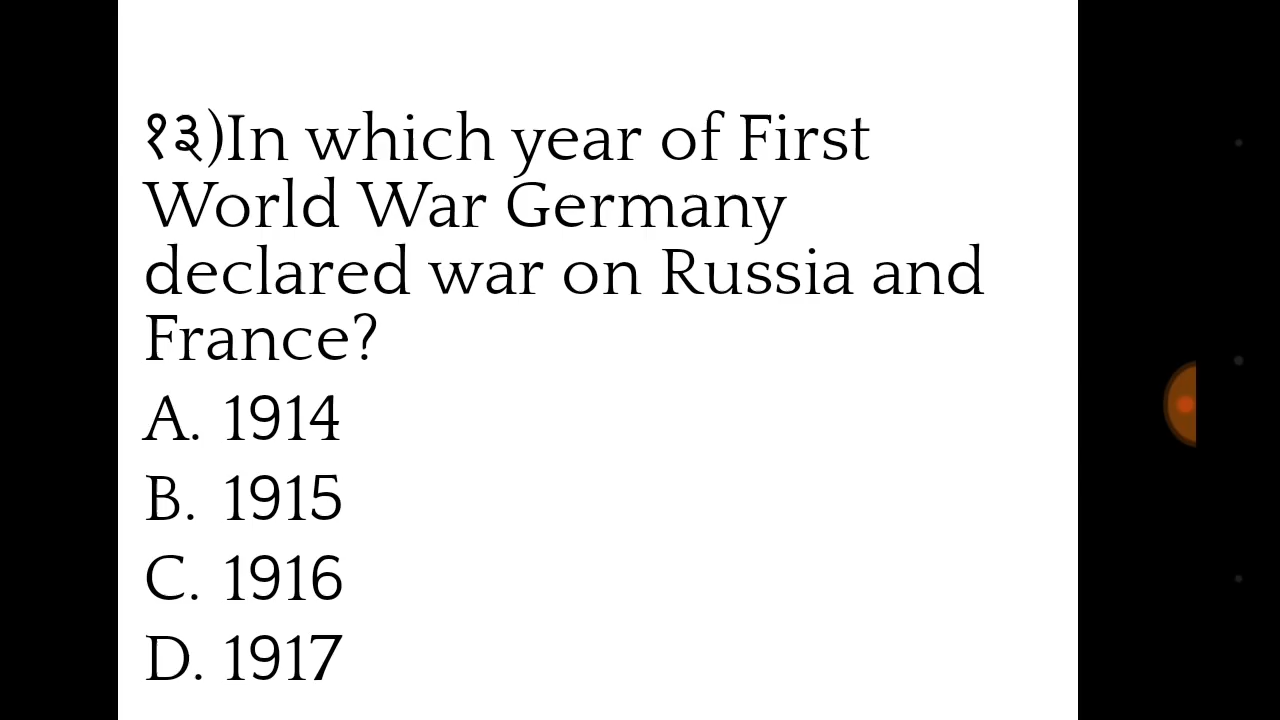 १३)In which year of First
World War Germany
declared war on Russia and
France?
A. 1914
B. 1915
C. 1916
D. 1917